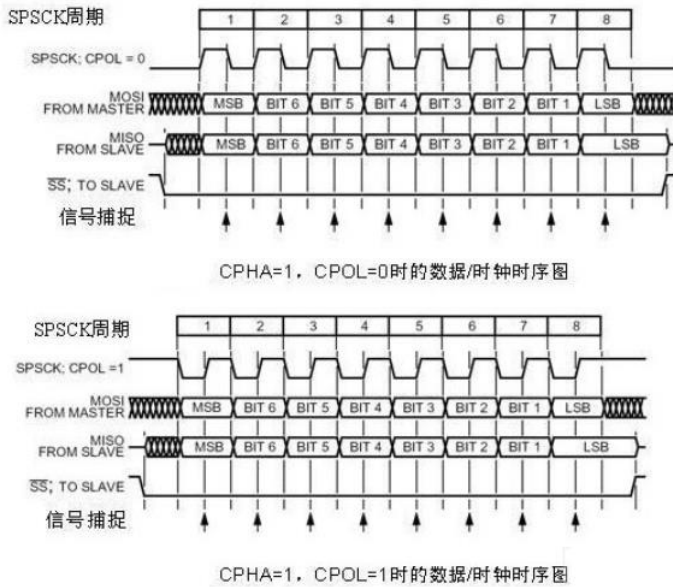 SPSCK周期 1 2 3 4 5 6 7 8
SPSCK; CPOL = 0
MOSI
FROM MASTER MSB BIT 6 BIT 5 BIT 4 BIT 3 BIT 2 BIT 1 LSB
MISO
FROM SLAVE MSB BIT 6 BIT 5 BIT 4 BIT 3 BIT 2 BIT 1 LSB
SS; TO SLAVE
信号捕捉
CPHA=1，CPOL=0时的数据/时钟时序图
SPSCK周期 1 2 3 4 5 6 7 8
SPSCK; CPOL =1
MOSI
FROM MASTER MSB BIT 6 BIT 5 BIT 4 BIT 3 BIT 2 BIT 1 LSB
MISO
FROM SLAVE MSB BIT 6 BIT 5 BIT 4 BIT 3 BIT 2 BIT 1 LSB
SS; TO SLAVE
信号捕捉
CPHA=1，CPOL=1时的数据/时钟时序图